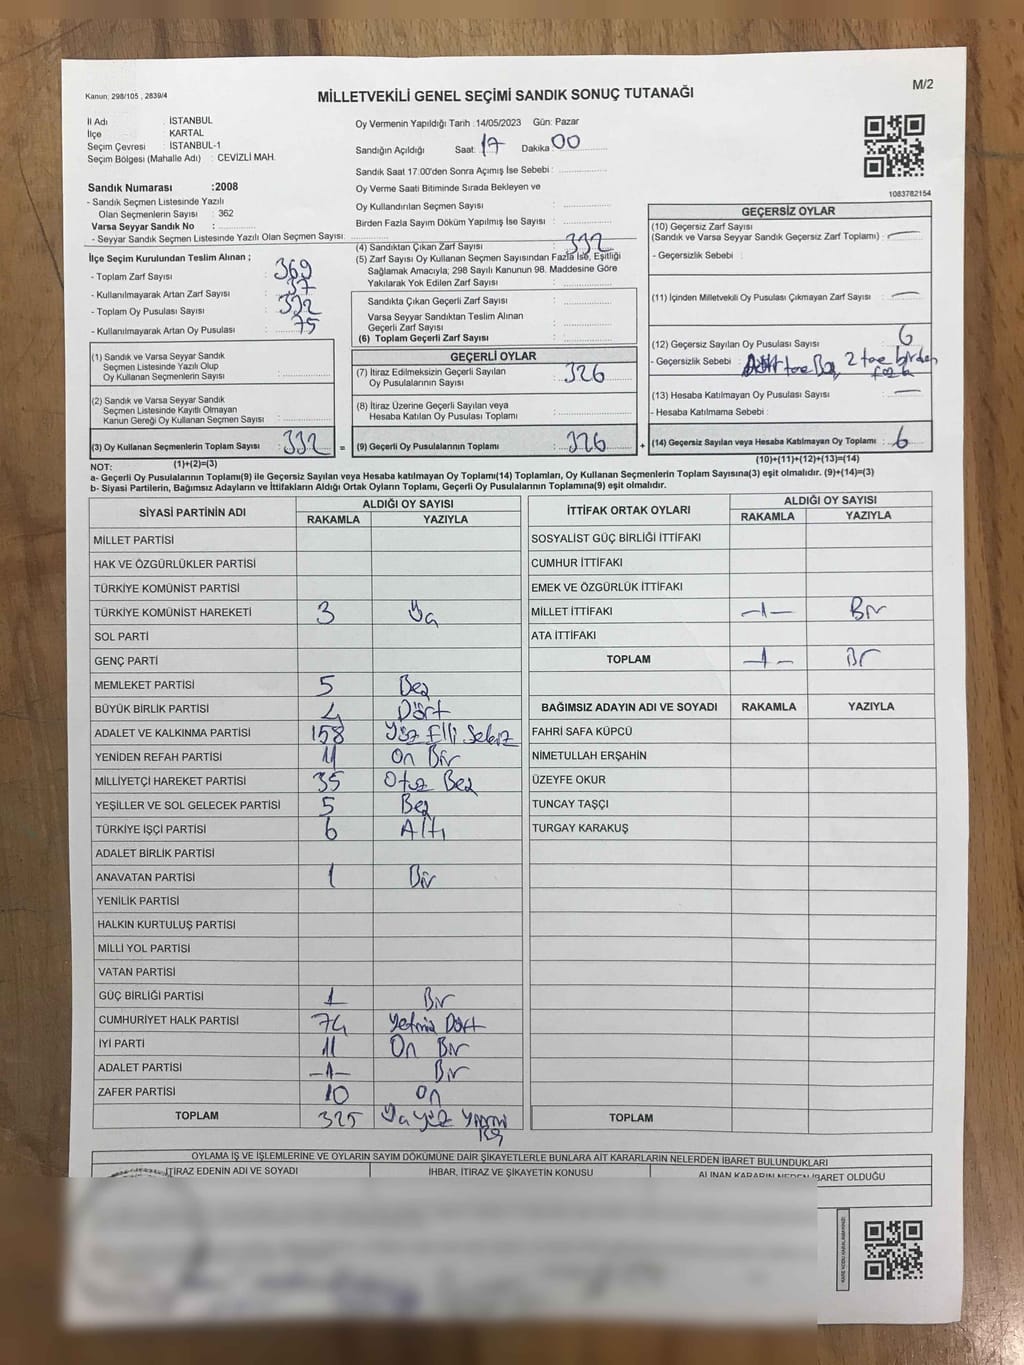 Kanun: 298/105 , 2839/4
M/2
MİLLETVEKİLİ GENEL SEÇİMİ SANDIK SONUÇ TUTANAĞI
İl Adı : İSTANBUL
İlçe : KARTAL
Seçim Çevresi : İSTANBUL-1
Seçim Bölgesi (Mahalle Adı) : CEVİZLİ MAH.
Sandık Numarası :2008
- Sandık Seçmen Listesinde Yazılı
Olan Seçmenlerin Sayısı : 362
Varsa Seyyar Sandık No :
- Seyyar Sandık Seçmen Listesinde Yazılı Olan Seçmen Sayısı:
Oy Vermenin Yapıldığı Tarih :14/05/2023 Gün: Pazar
Sandığın Açıldığı Saat: 17 Dakika: 00
Sandık Saat 17.00'den Sonra Açımış İse Sebebi :
Oy Verme Saati Bitiminde Sırada Bekleyen ve
Oy Kullandırılan Seçmen Sayısı :
Birden Fazla Sayım Döküm Yapılmış İse Sayısı :
1083782154
İlçe Seçim Kurulundan Teslim Alınan ;
- Toplam Zarf Sayısı : 369
- Kullanılmayarak Artan Zarf Sayısı : 37
- Toplam Oy Pusulası Sayısı :
- Kullanılmayarak Artan Oy Pusulası : 75
(1) Sandık ve Varsa Seyyar Sandık
Seçmen Listesinde Yazılı Olup
Oy Kullanan Seçmenlerin Sayısı :
(2) Sandık ve Varsa Seyyar Sandık
Seçmen Listesinde Kayıtlı Olmayan
Kanun Gereği Oy Kullanan Seçmen Sayısı :
(3) Oy Kullanan Seçmenlerin Toplam Sayısı : 332 =
(1)+(2)=(3)
(4) Sandıktan Çıkan Zarf Sayısı : 332
(5) Zarf Sayısı Oy Kullanan Seçmen Sayısından Fazla İse, Eşitliği
Sağlamak Amacıyla; 298 Sayılı Kanunun 98. Maddesine Göre
Yakılarak Yok Edilen Zarf Sayısı :
Sandıkta Çıkan Geçerli Zarf Sayısı :
Varsa Seyyar Sandıktan Teslim Alınan
Geçerli Zarf Sayısı :
(6) Toplam Geçerli Zarf Sayısı :
GEÇERLİ OYLAR
(7) İtiraz Edilmeksizin Geçerli Sayılan
Oy Pusulalarının Sayısı : 326
(8) İtiraz Üzerine Geçerli Sayılan veya
Hesaba Katılan Oy Pusulası Toplamı :
(9) Geçerli Oy Pusulalarının Toplamı : 326 +
GEÇERSİZ OYLAR
(10) Geçersiz Zarf Sayısı
(Sandık ve Varsa Seyyar Sandık Geçersiz Zarf Toplamı) : —
- Geçersizlik Sebebi :
(11) İçinden Milletvekili Oy Pusulası Çıkmayan Zarf Sayısı : —
(12) Geçersiz Sayılan Oy Pusulası Sayısı : 6
- Geçersizlik Sebebi : Dört tane Boş, 2 tane birden
fazla
(13) Hesaba Katılmayan Oy Pusulası Sayısı : —
- Hesaba Katılmama Sebebi :
(14) Geçersiz Sayılan veya Hesaba Katılmayan Oy Toplamı : 6
(10)+(11)+(12)+(13)=(14)
NOT:
a- Geçerli Oy Pusulalarının Toplamı(9) ile Geçersiz Sayılan veya Hesaba katılmayan Oy Toplamı(14) Toplamları, Oy Kullanan Seçmenlerin Toplam Sayısına(3) eşit olmalıdır. (9)+(14)=(3)
b- Siyasi Partilerin, Bağımsız Adayların ve İttifakların Aldığı Ortak Oyların Toplamı, Geçerli Oy Pusulalarının Toplamına(9) eşit olmalıdır.
SİYASİ PARTİNİN ADI ALDIĞI OY SAYISI
RAKAMLA YAZIYLA
MİLLET PARTİSİ
HAK VE ÖZGÜRLÜKLER PARTİSİ
TÜRKİYE KOMÜNİST PARTİSİ
TÜRKİYE KOMÜNİST HAREKETİ 3 Üç
SOL PARTİ
GENÇ PARTİ
MEMLEKET PARTİSİ 5 Beş
BÜYÜK BİRLİK PARTİSİ 4 Dört
ADALET VE KALKINMA PARTİSİ 158 Yüz Elli Sekiz
YENİDEN REFAH PARTİSİ 11 On Bir
MİLLİYETÇİ HAREKET PARTİSİ 35 Otuz Beş
YEŞİLLER VE SOL GELECEK PARTİSİ 5 Beş
TÜRKİYE İŞÇİ PARTİSİ 6 Altı
ADALET BİRLİK PARTİSİ
ANAVATAN PARTİSİ 1 Bir
YENİLİK PARTİSİ
HALKIN KURTULUŞ PARTİSİ
MİLLİ YOL PARTİSİ
VATAN PARTİSİ
GÜÇ BİRLİĞİ PARTİSİ 1 Bir
CUMHURİYET HALK PARTİSİ 74 Yetmiş Dört
İYİ PARTİ 11 On Bir
ADALET PARTİSİ -1- Bir
ZAFER PARTİSİ 10 On
TOPLAM 325 Üç yüz yirmi
beş
İTTİFAK ORTAK OYLARI ALDIĞI OY SAYISI
RAKAMLA YAZIYLA
SOSYALİST GÜÇ BİRLİĞİ İTTİFAKI
CUMHUR İTTİFAKI
EMEK VE ÖZGÜRLÜK İTTİFAKI
MİLLET İTTİFAKI -1- Bir
ATA İTTİFAKI
TOPLAM -1- Bir
BAĞIMSIZ ADAYIN ADI VE SOYADI RAKAMLA YAZIYLA
FAHRİ SAFA KÜPCÜ
NİMETULLAH ERŞAHİN
ÜZEYFE OKUR
TUNCAY TAŞÇI
TURGAY KARAKUŞ
TOPLAM
OYLAMA İŞ VE İŞLEMLERİNE VE OYLARIN SAYIM DÖKÜMÜNE DAİR ŞİKAYETLERLE BUNLARA AİT KARARLARIN NELERDEN İBARET BULUNDUKLARI
İTİRAZ EDENİN ADI VE SOYADI İHBAR, İTİRAZ VE ŞİKAYETİN KONUSU ALINAN KARARIN NEDEN İBARET OLDUĞU